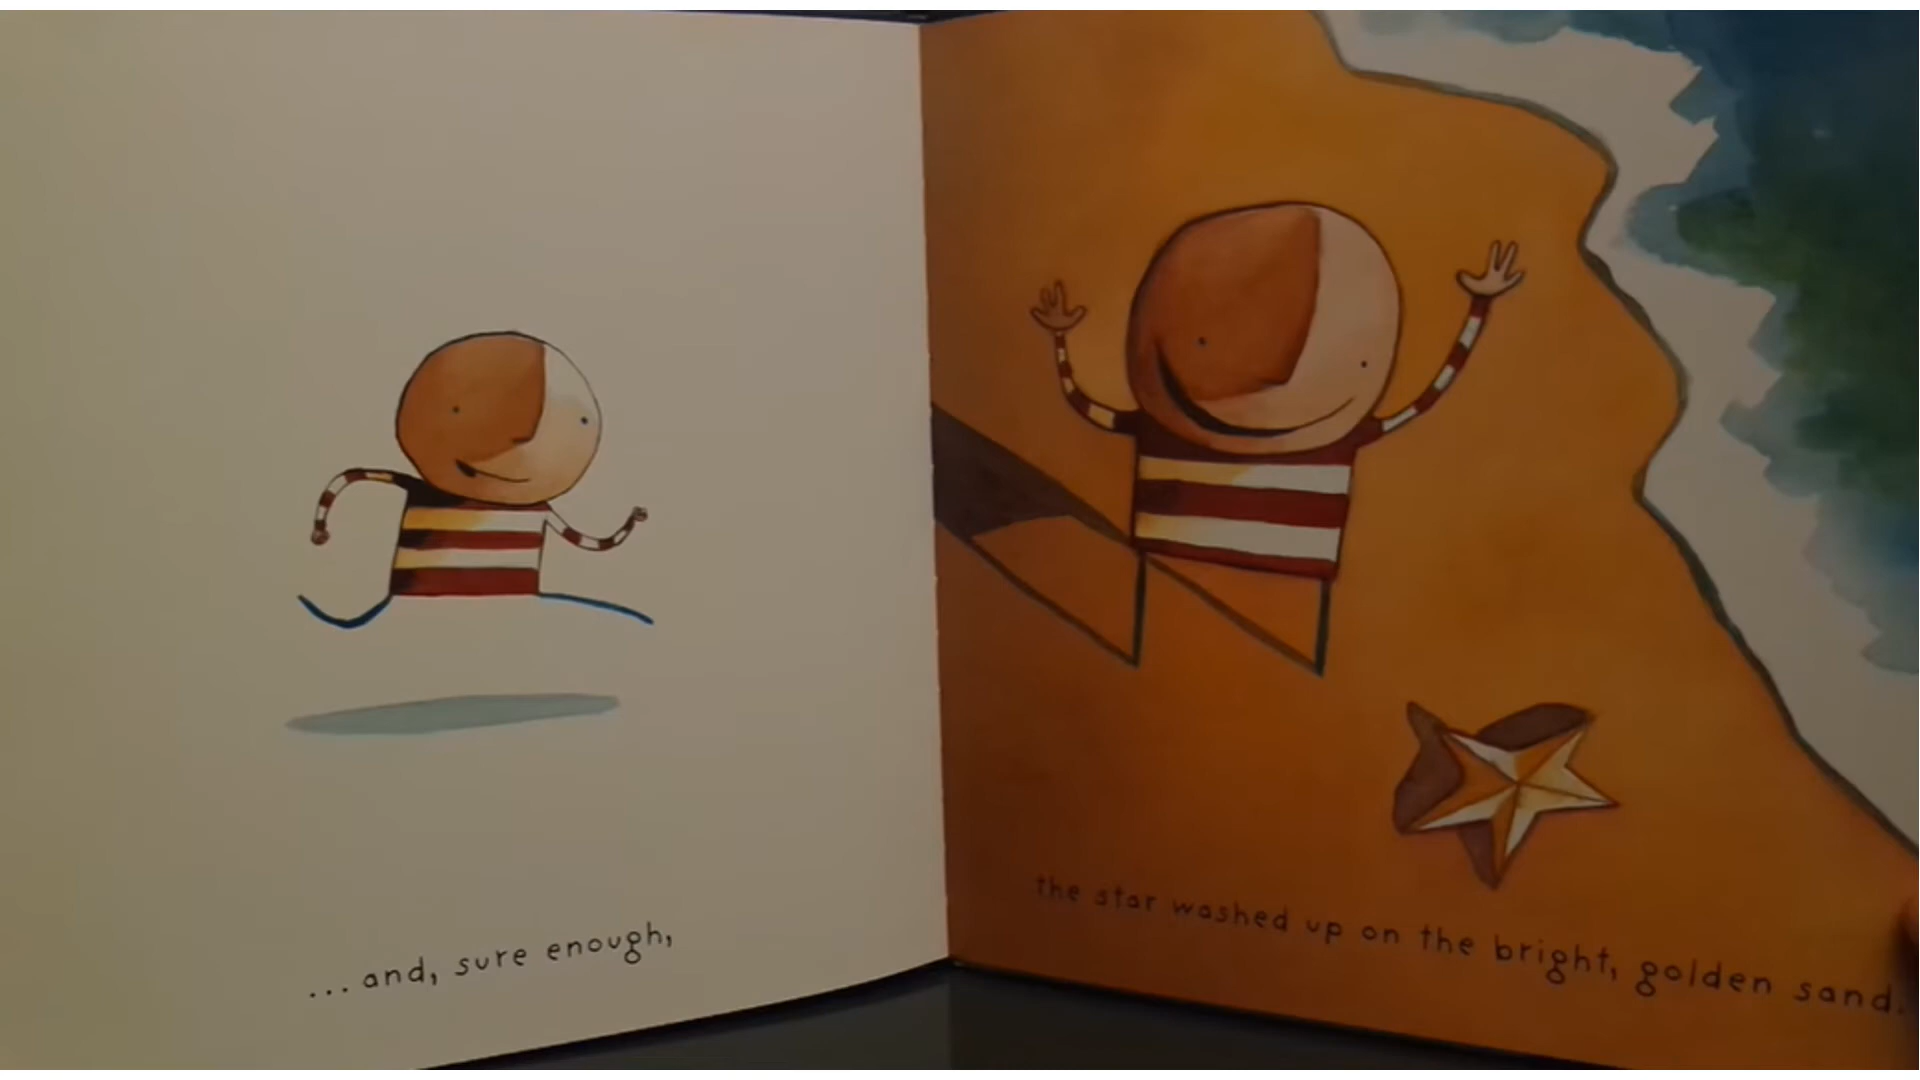 ... and, sure enough,
the star washed up on the bright, golden sand.